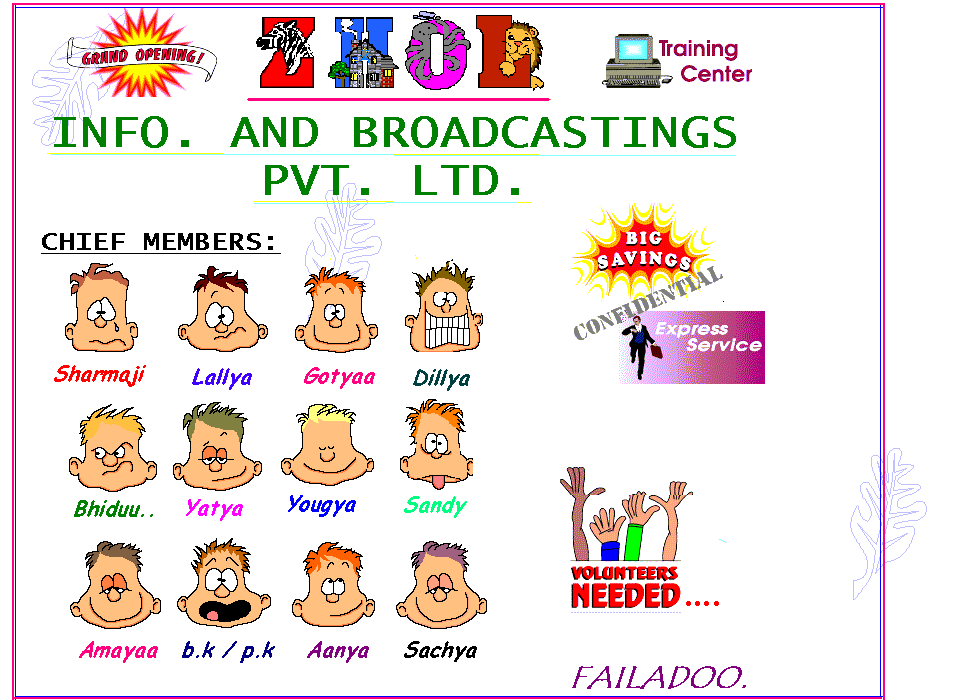 GRAND OPENING!
ZHOL
Training
Center
INFO. AND BROADCASTINGS
PVT. LTD.
CHIEF MEMBERS:
BIG
SAVINGS
CONFIDENTIAL
Express
Service
Sharmaji Lallya Gotyaa Dillya
Bhiduu.. Yatya Yougya Sandy
VOLUNTEERS
NEEDED....
Amayaa b.k / p.k Aanya Sachya
FAILADOO.